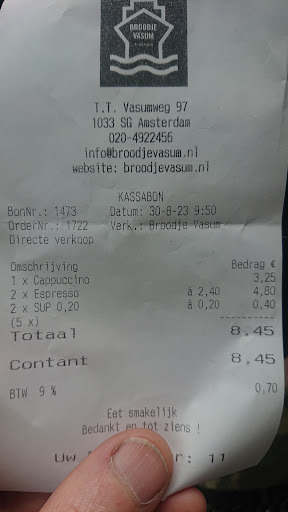 BROODJE
VASUM
T.T. Vasumweg 97
1033 SG Amsterdam
020-4922456
info@broodjevasum.nl
website: broodjevasum.nl
KASSABON
BonNr.: 1473 Datum: 30-8-23 9:50
OrderNr.: 1722 Verk.: Broodje Vasum
Directe verkoop
Omschrijving Bedrag €
1 x Cappuccino 3,25
2 x Espresso à 2,40 4,80
2 x SUP 0,20 à 0,20 0,40
(5 x)
Totaal 8,45
Contant 8,45
BTW 9 % 0,70
Eet smakelijk
Bedankt en tot ziens !
Uw r: 11